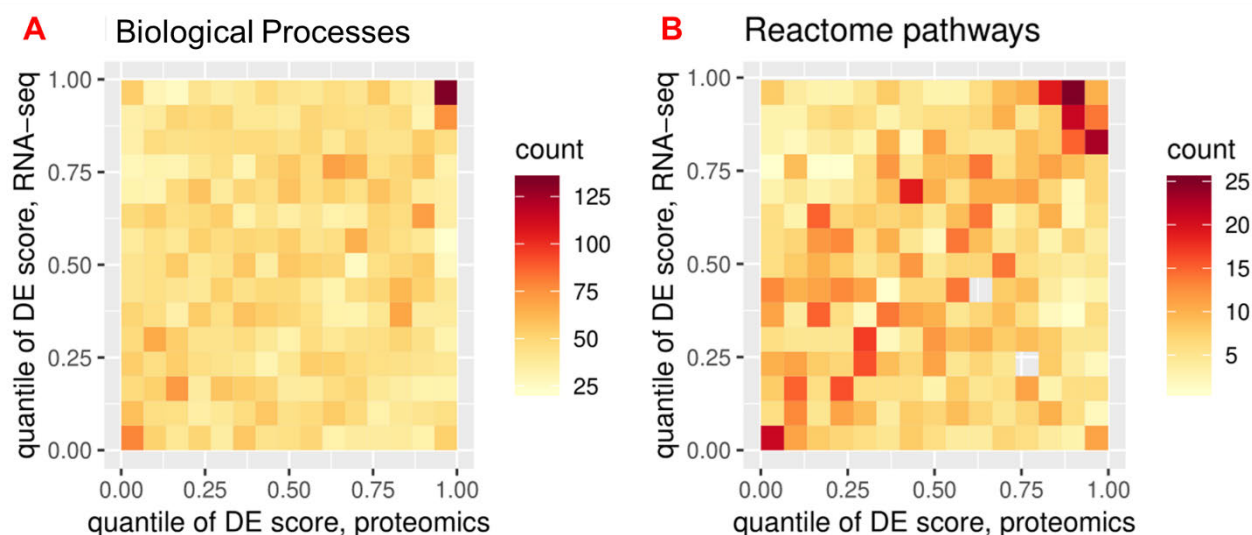 A Biological Processes
quantile of DE score, RNA−seq
1.00
0.75
0.50
0.25
0.00
0.00 0.25 0.50 0.75 1.00
quantile of DE score, proteomics
count
125
100
75
50
25
B Reactome pathways
quantile of DE score, RNA−seq
1.00
0.75
0.50
0.25
0.00
0.00 0.25 0.50 0.75 1.00
quantile of DE score, proteomics
count
25
20
15
10
5